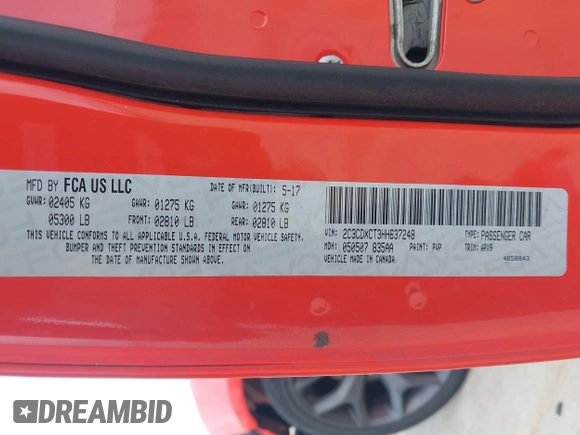 MFD BY FCA US LLC
DATE OF MFR(BUILT): 5-17
GVWR: 02405 KG GAWR: 01275 KG GAWR: 01275 KG
05300 LB FRONT: 02810 LB REAR: 02810 LB
THIS VEHICLE CONFORMS TO ALL APPLICABLE U.S.A. FEDERAL MOTOR VEHICLE SAFETY,
BUMPER AND THEFT PREVENTION STANDARDS IN EFFECT ON
THE DATE OF MANUFACTURE SHOWN ABOVE.
VIN: 2C3CDXCT3HH637248 TYPE: PASSENGER CAR
MDH: 050507 835AA PAINT: PVP TRIM: APX9
VEHICLE MADE IN CANADA 4658843
DREAMBID